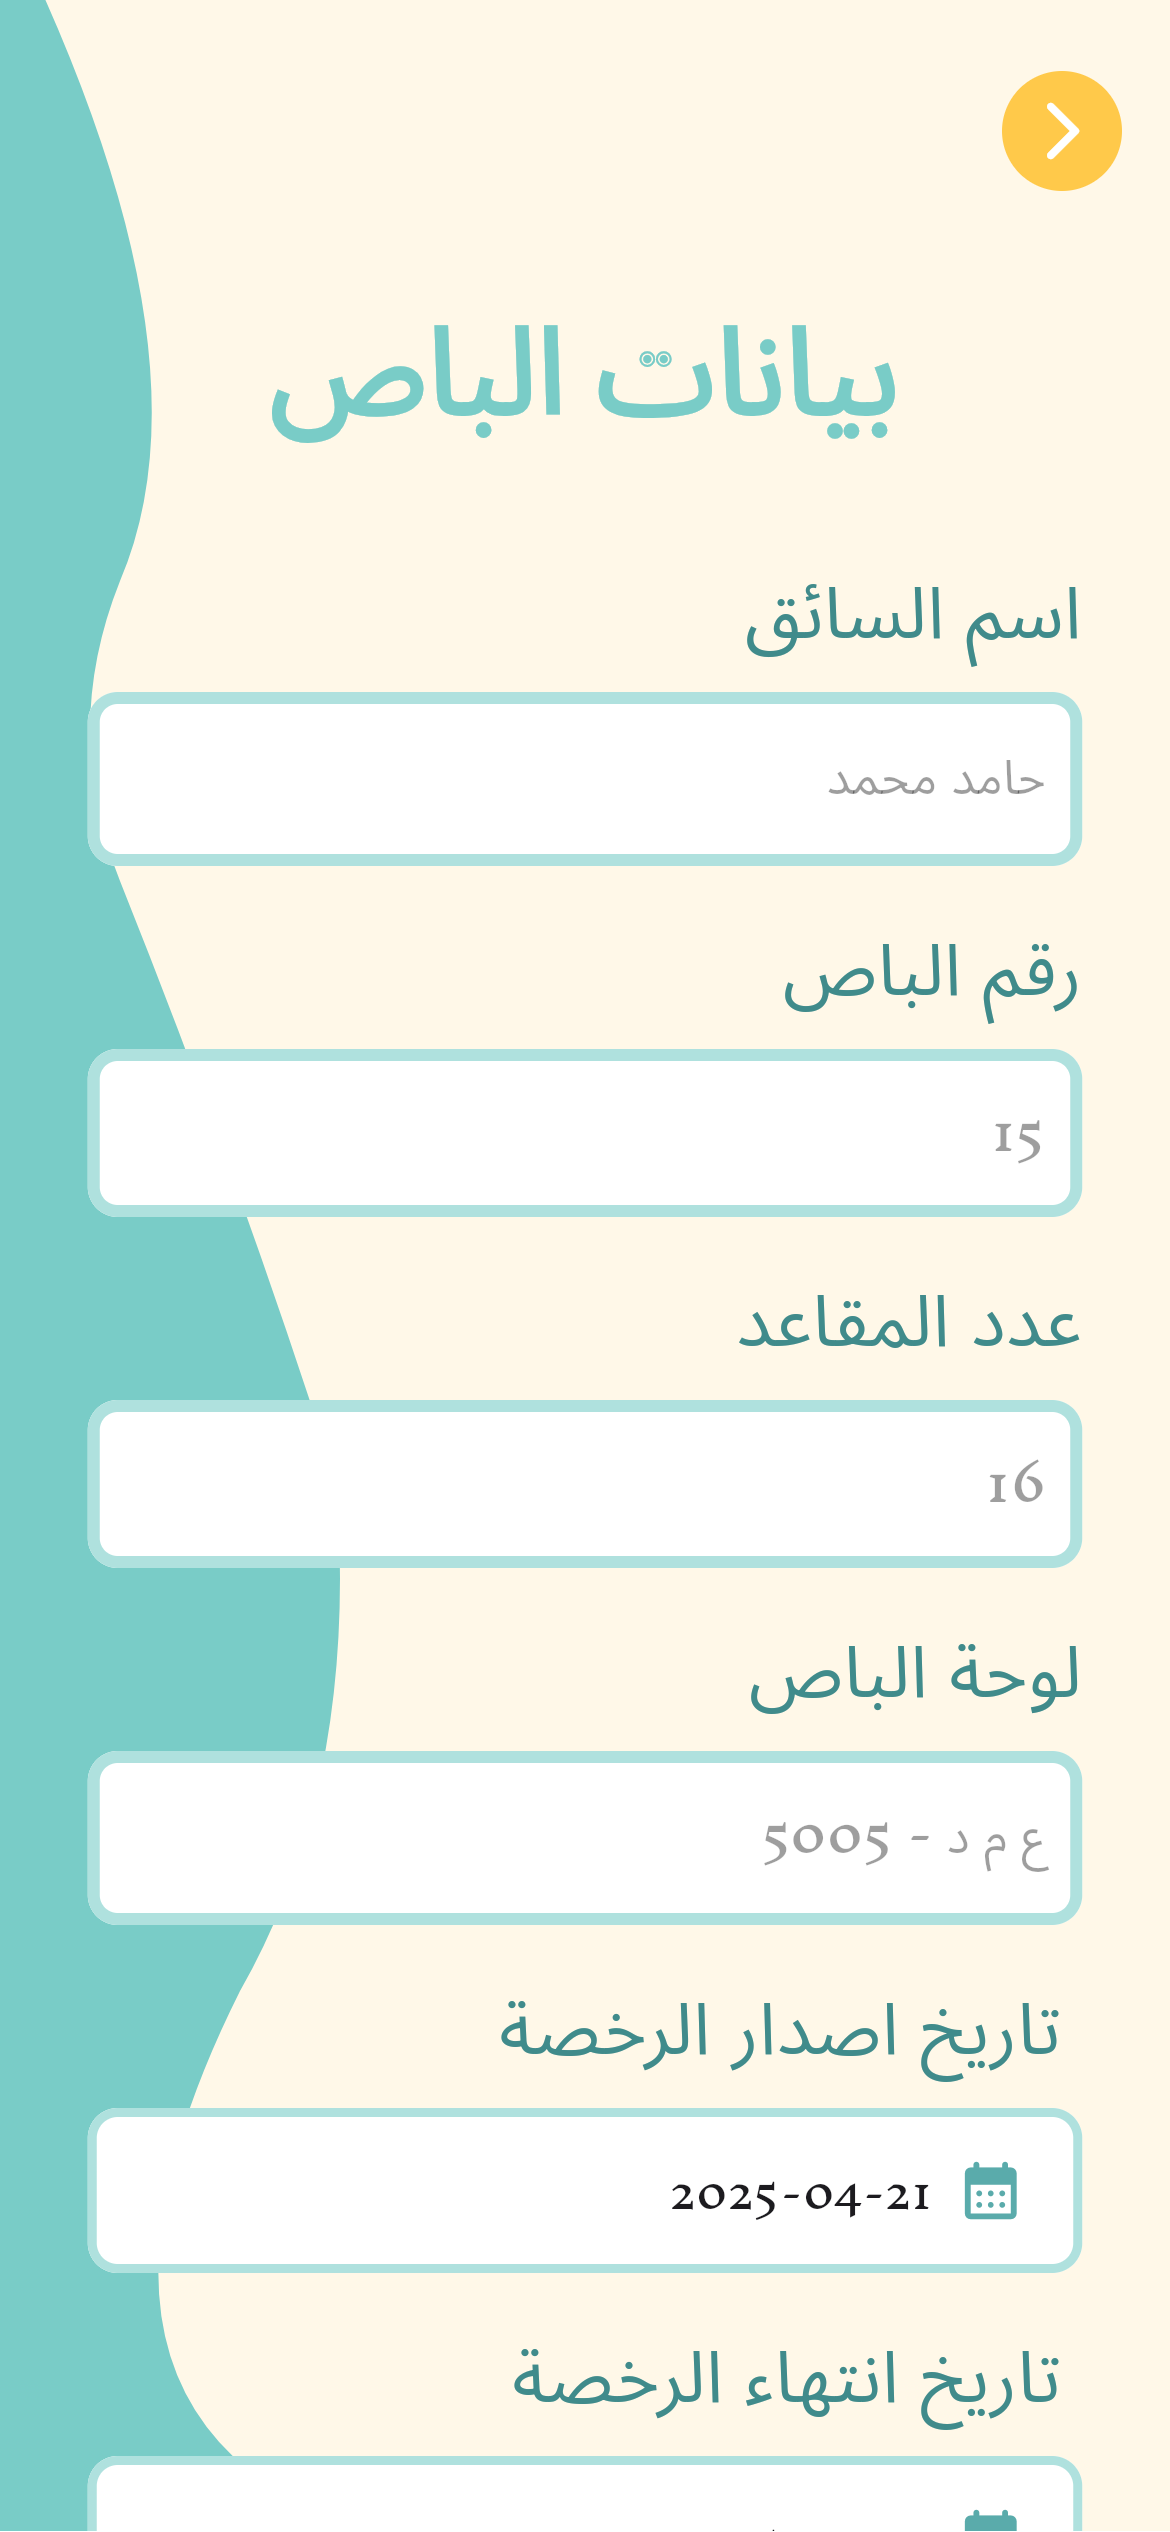 بيانات الباص
اسم السائق
حامد محمد
رقم الباص
15
عدد المقاعد
16
لوحة الباص
ع م د - 5005
تاريخ اصدار الرخصة
2025-04-21
تاريخ انتهاء الرخصة